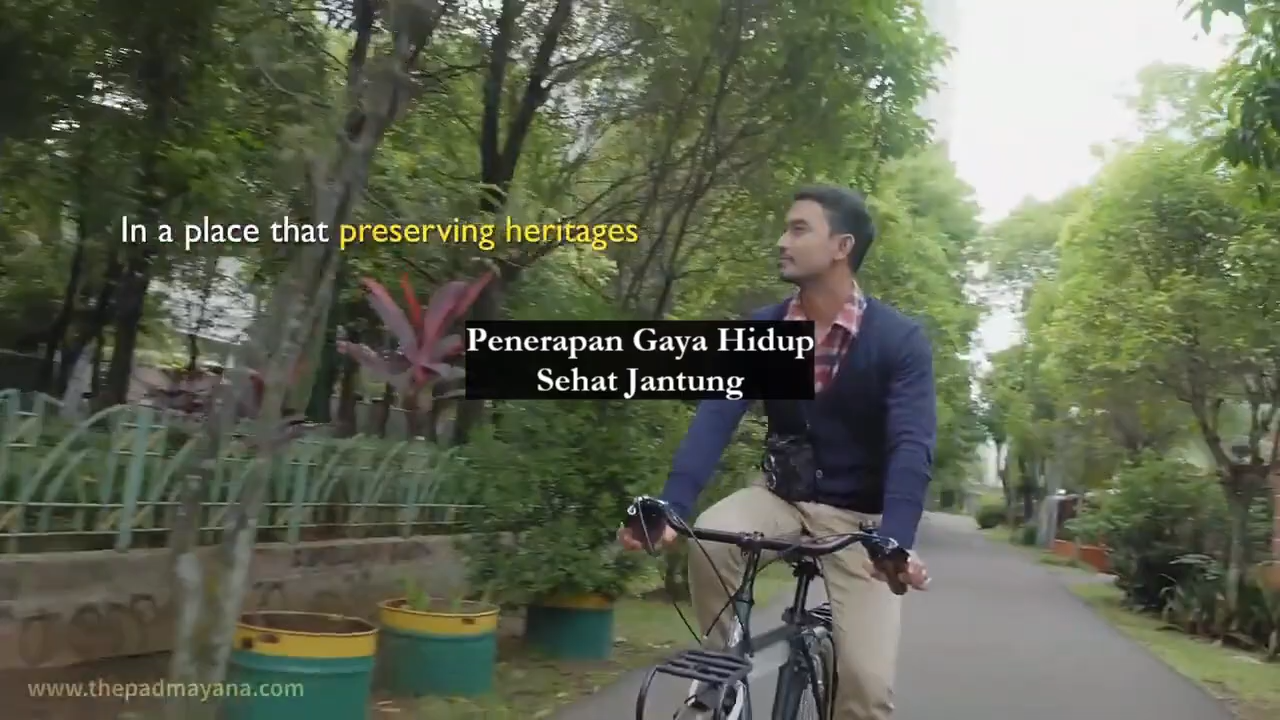 In a place that preserving heritages
Penerapan Gaya Hidup
Sehat Jantung
www.thepadmayana.com